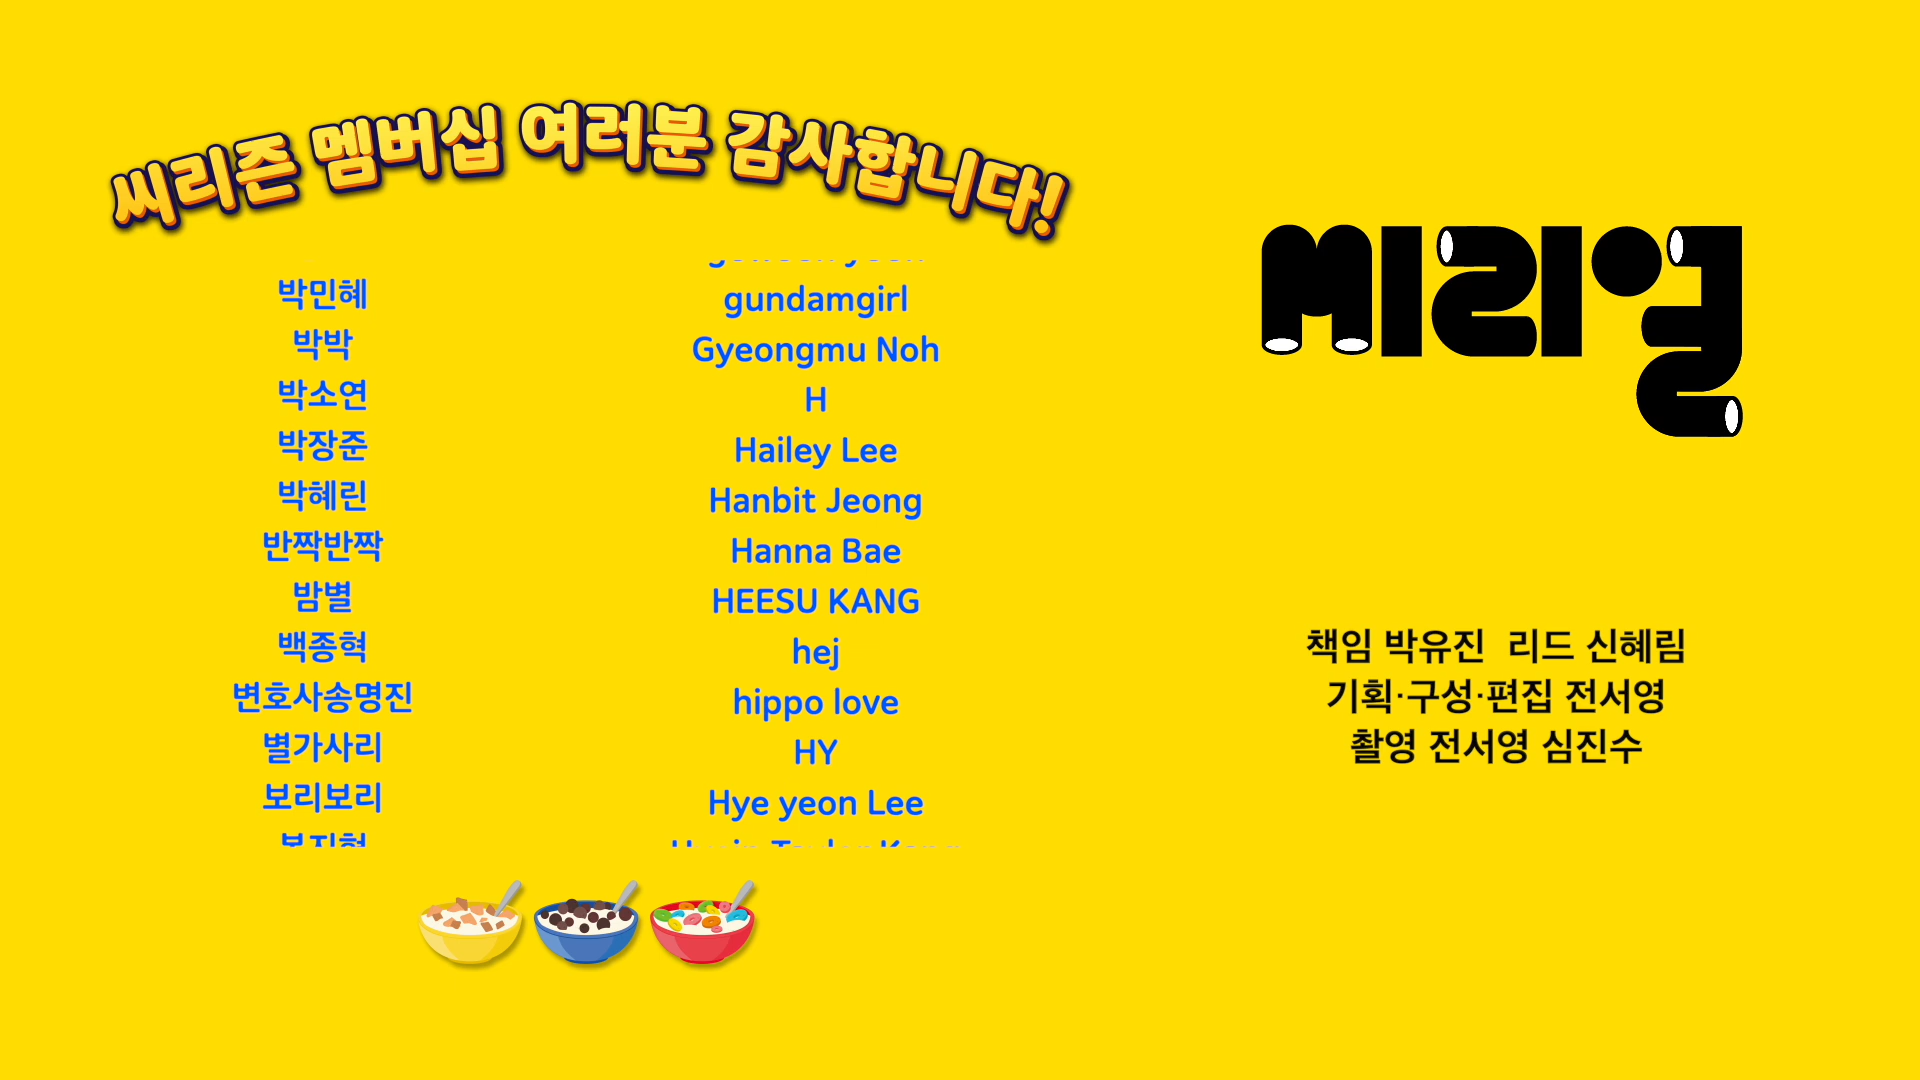 씨리즈 멤버십 여러분 감사합니다!
박민혜
박박
박소연
박장준
박혜린
반짝반짝
밤별
백종혁
변호사송명진
별가사리
보리보리
gundamgirl
Gyeongmu Noh
H
Hailey Lee
Hanbit Jeong
Hanna Bae
HEESU KANG
hej
hippo love
HY
Hye yeon Lee
씨리얼
책임 박유진 리드 신혜림
기획·구성·편집 전서영
촬영 전서영 심진수